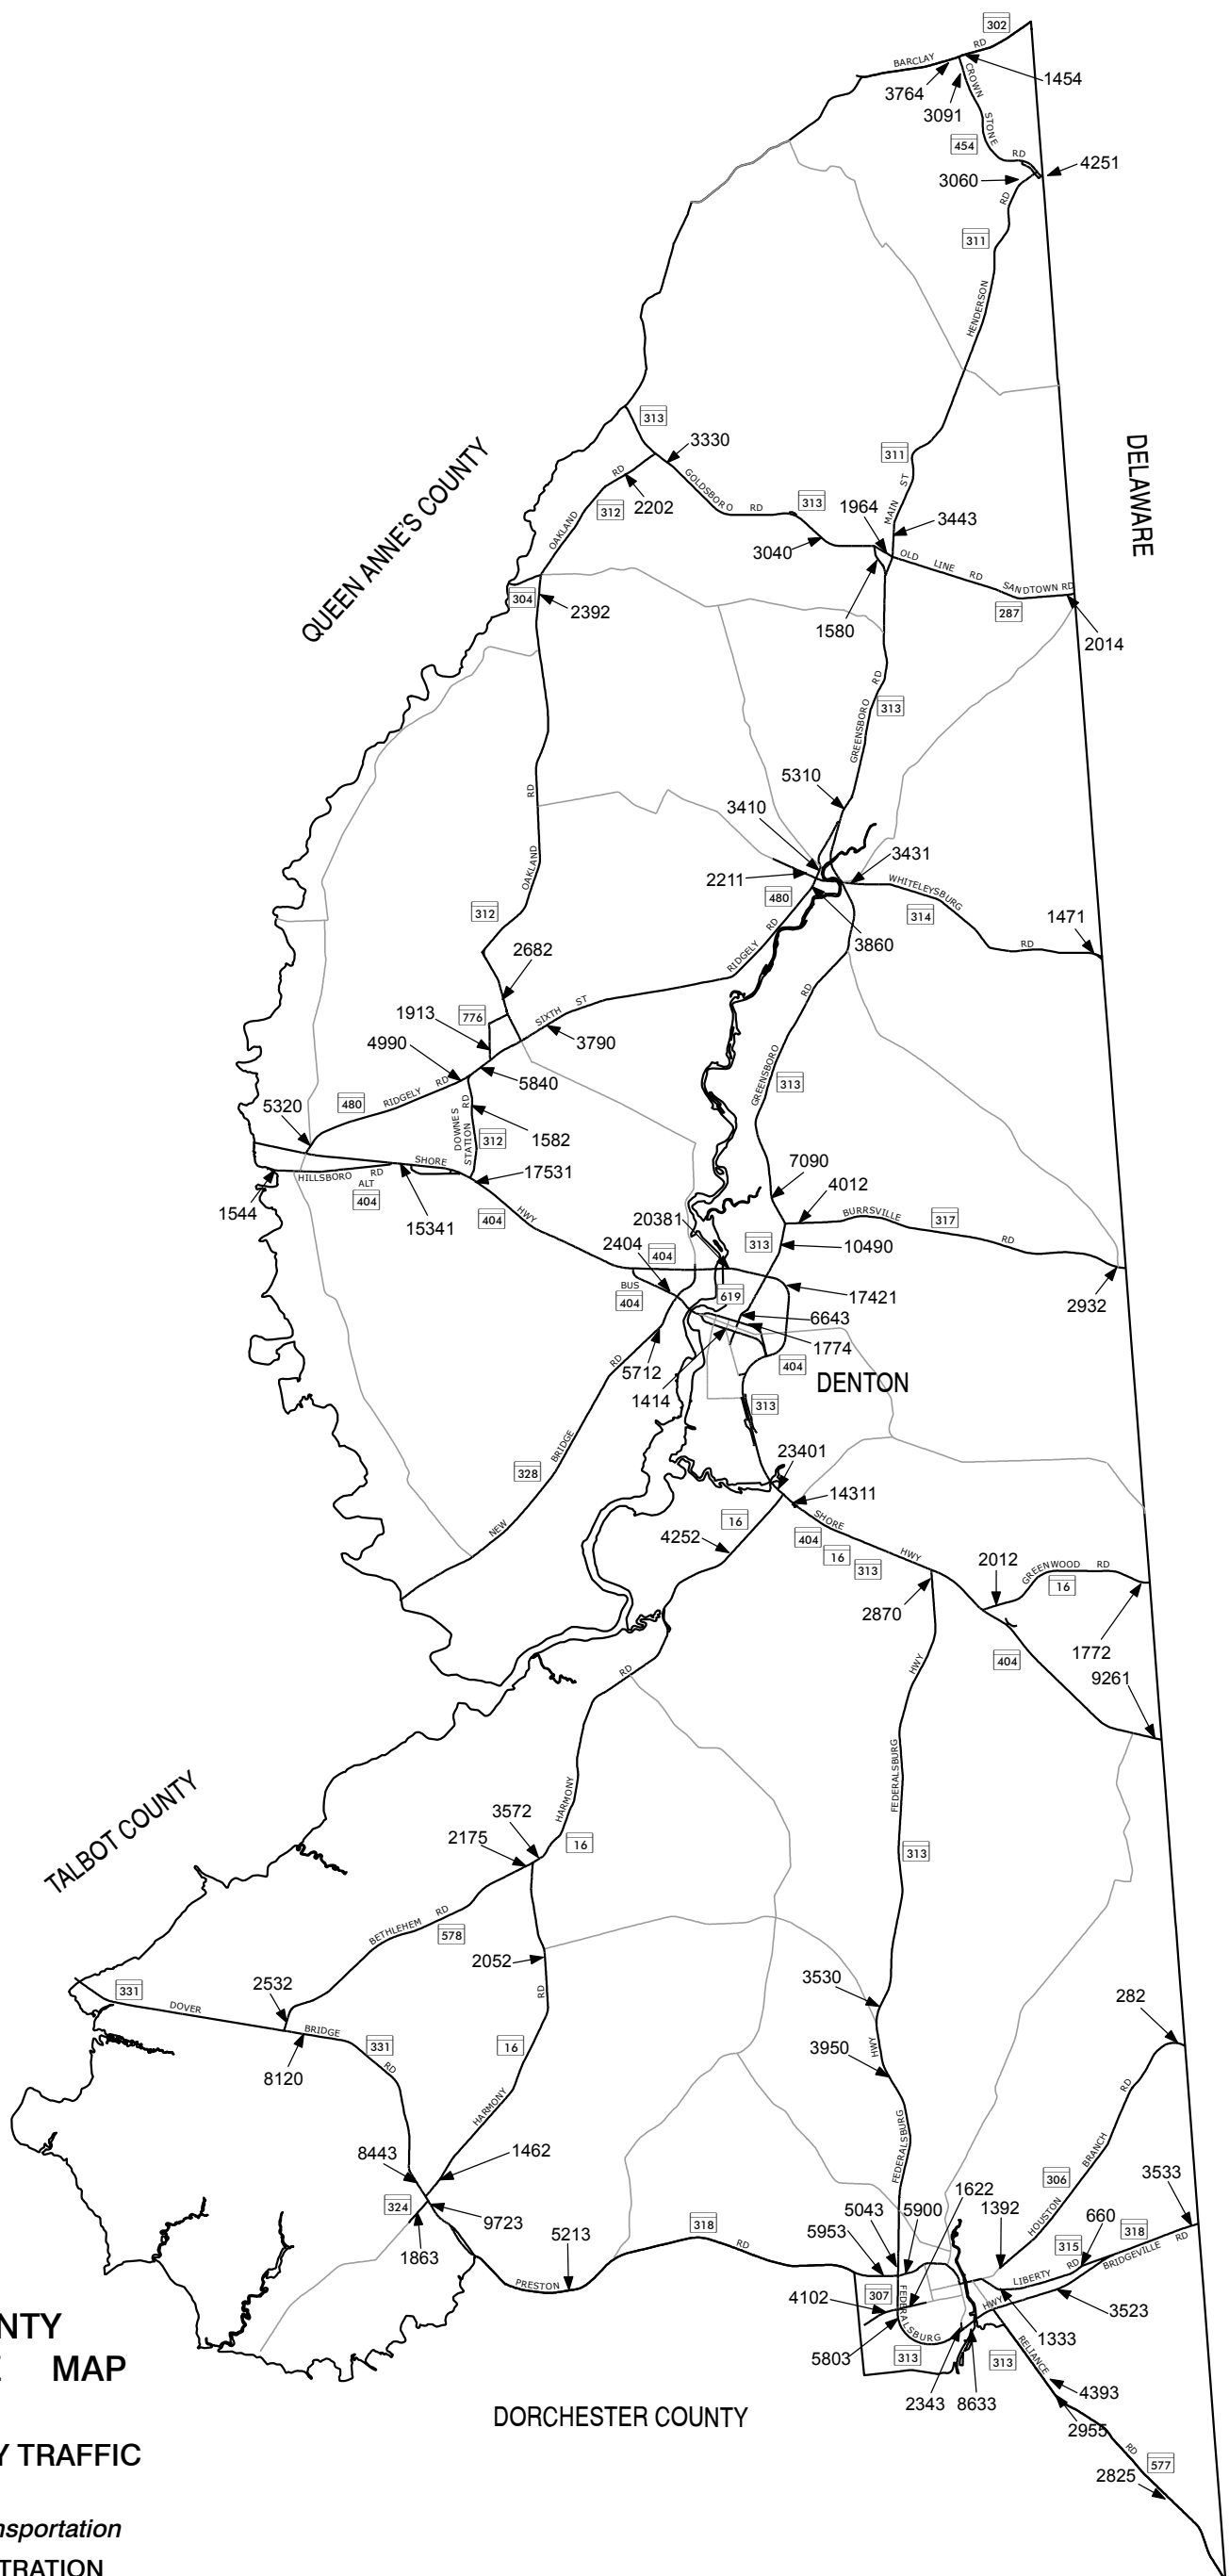 302
BARCLAY RD
3764
1454
3091
CROWN STONE RD
454
4251
3060
RD
311
HENDERSON
313
3330
311
DELAWARE
QUEEN ANNE'S COUNTY
RD
2202
GOLDSBORO RD
313
MAIN ST
312
OAKLAND
1964
3443
3040
OLD LINE RD
SANDTOWN RD
304
2392
287
1580
2014
RD
313
GREENSBORO
5310
RD
3410
3431
OAKLAND
2211
WHITELEYSBURG
480
314
1471
312
RD
3860
RD
2682
RIDGELY
RD
1913
776
SIXTH ST
4990
3790
5840
GREENSBORO
313
5320
480
RIDGELY RD
DOWNES STATION RD
1582
312
SHORE
7090
HILLSBORO RD
17531
4012
ALT
404
1544
15341
404
HWY
20381
BURRSVILLE
317
RD
2404
404
313
10490
BUS
404
619
17421
2932
6643
5712
RD
1774
404
1414
DENTON
313
BRIDGE
23401
328
14311
NEW
16
SHORE
4252
404
16
313
HWY
2012
GREENWOOD RD
16
2870
1772
RD
HWY
404
9261
TALBOT COUNTY
FEDERALSBURG
HARMONY
3572
2175
16
313
BETHLEHEM RD
578
2052
3530
331
2532
DOVER
BRIDGE
RD
282
331
16
HWY
3950
RD
8120
RD
HARMONY
FEDERALSBURG
BRANCH
8443
1462
306
3533
324
9723
1622
1863
5043
5900
1392
HOUSTON
660
5213
318
RD
5953
315
318
RD
LIBERTY RD
BRIDGEVILLE
PRESTON
4102
307
HWY
3523
FEDERALSBURG
1333
NTY
5803
313
313
RELIANCE
MAP
4393
2343
8633
DORCHESTER COUNTY
2955
Y TRAFFIC
RD
577
2825
nsportation
TRATION